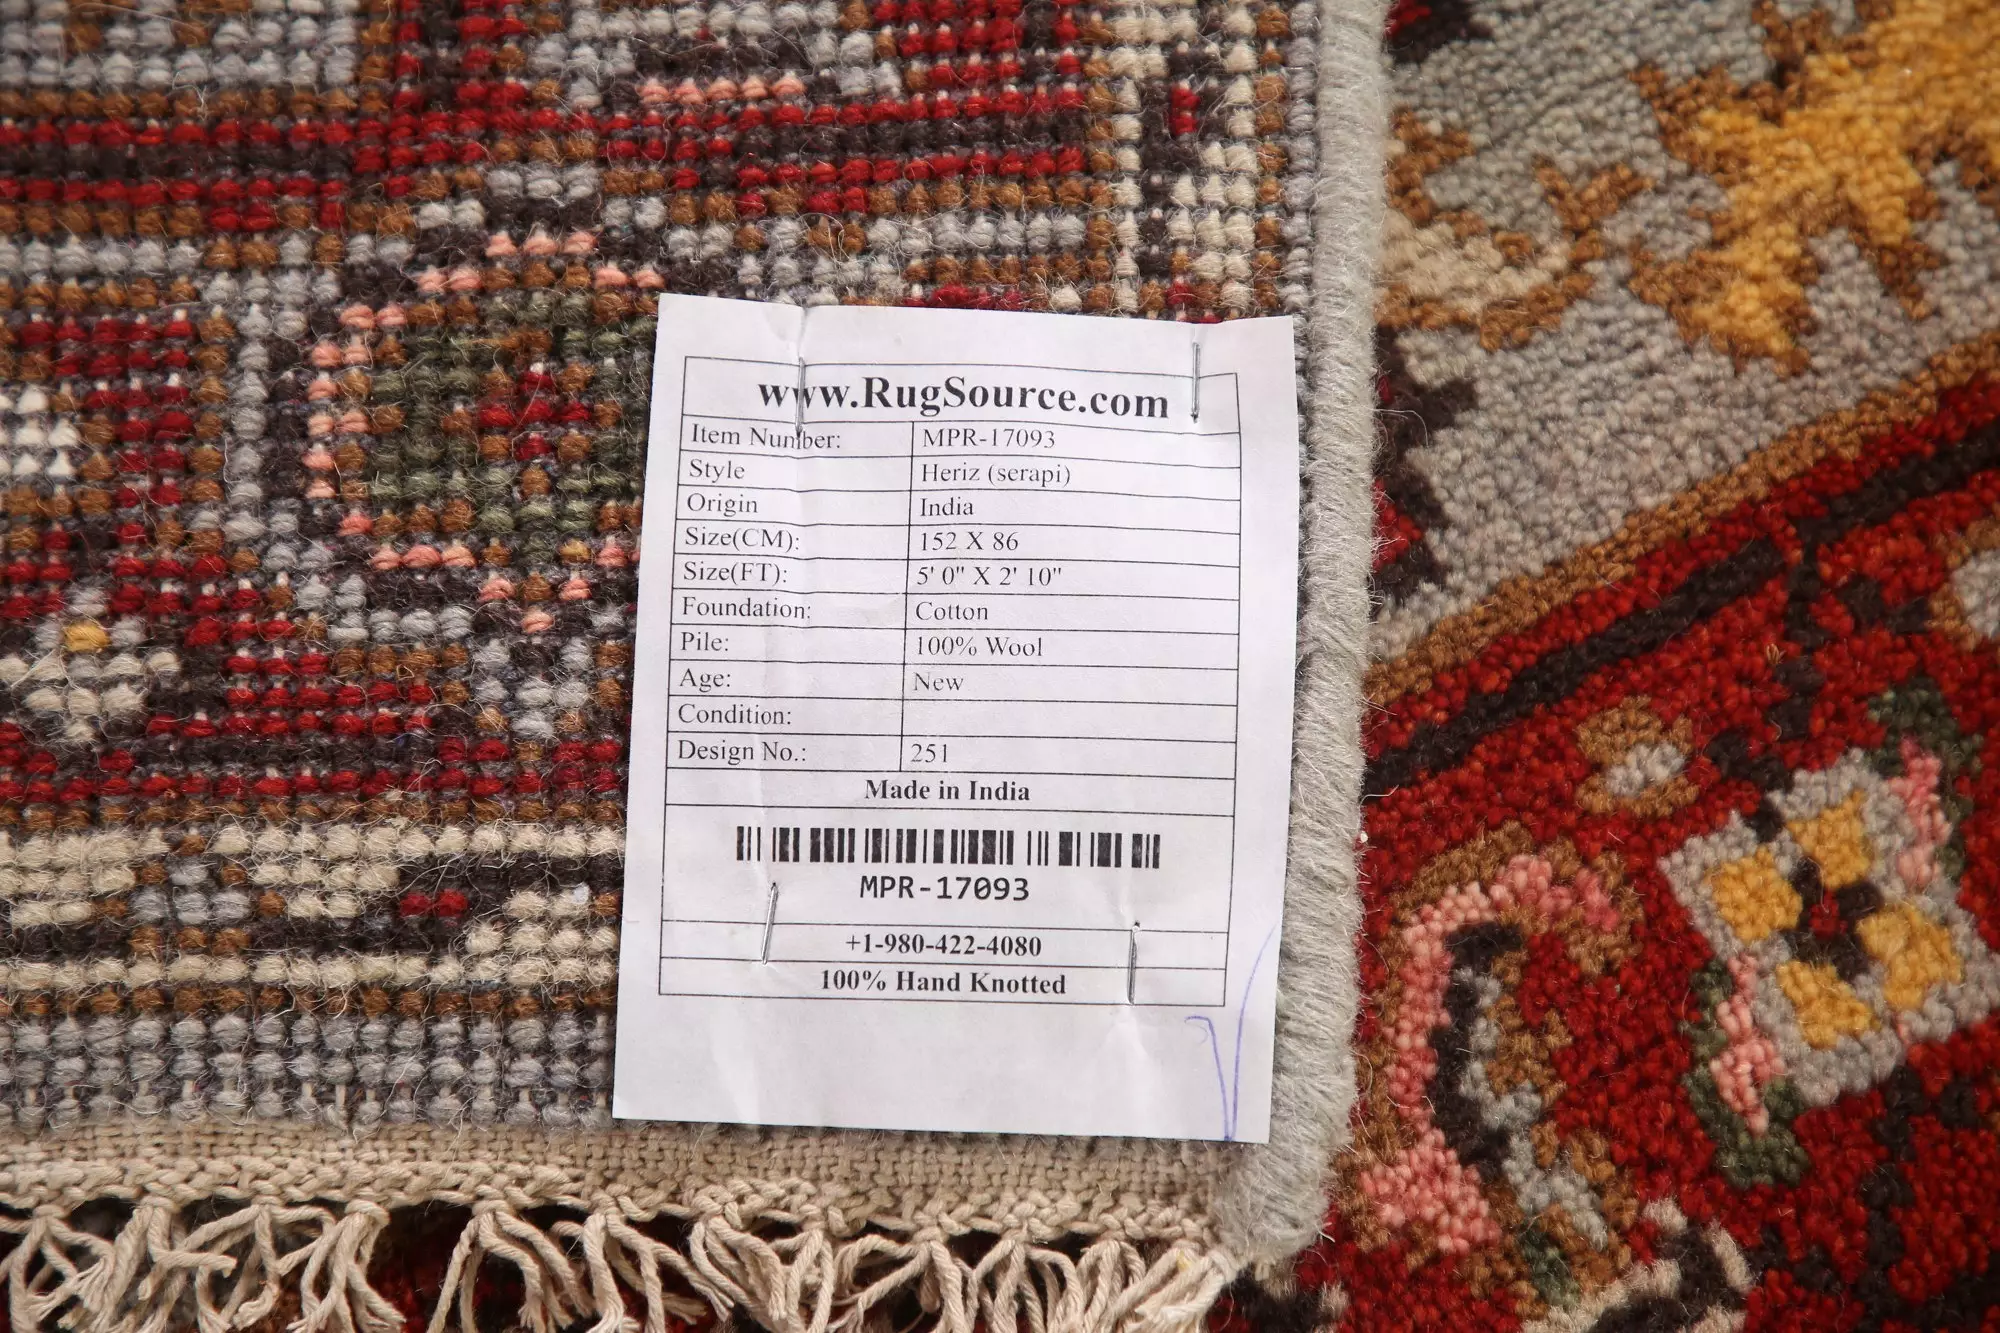 www.RugSource.com
Item Number: MPR-17093
Style Heriz (serapi)
Origin India
Size(CM): 152 X 86
Size(FT): 5' 0" X 2' 10"
Foundation: Cotton
Pile: 100% Wool
Age: New
Condition:
Design No.: 251
Made in India
MPR-17093
+1-980-422-4080
100% Hand Knotted